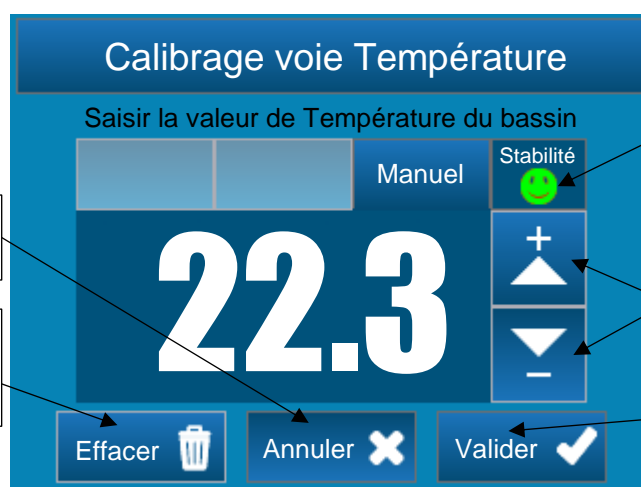 Calibrage voie Température
Saisir la valeur de Température du bassin
Manuel
Stabilité
22.3
+
−
Effacer
Annuler
Valider